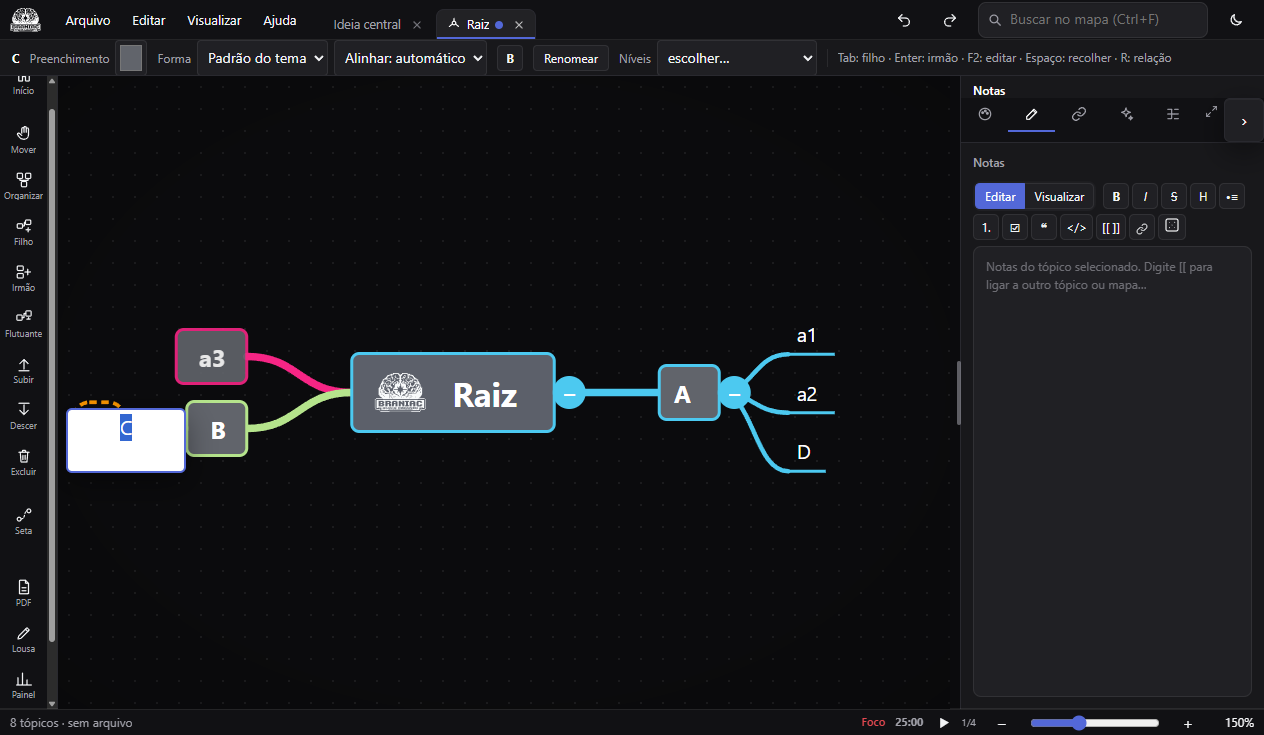 Arquivo Editar Visualizar Ajuda Ideia central × Raiz × Buscar no mapa (Ctrl+F)
C Preenchimento Forma Padrão do tema Alinhar: automático B Renomear Níveis escolher... Tab: filho · Enter: irmão · F2: editar · Espaço: recolher · R: relação
Início
Mover
Organizar
Filho
Irmão
Flutuante
Subir
Descer
Excluir
Seta
PDF
Lousa
Painel
a3
B
C
BRANIAC
Raiz
A
a1
a2
D
Notas
Notas
Editar Visualizar B I S H
1. ❝ </> [[ ]]
Notas do tópico selecionado. Digite [[ para
ligar a outro tópico ou mapa...
8 tópicos · sem arquivo Foco 25:00 1/4 – + 150%